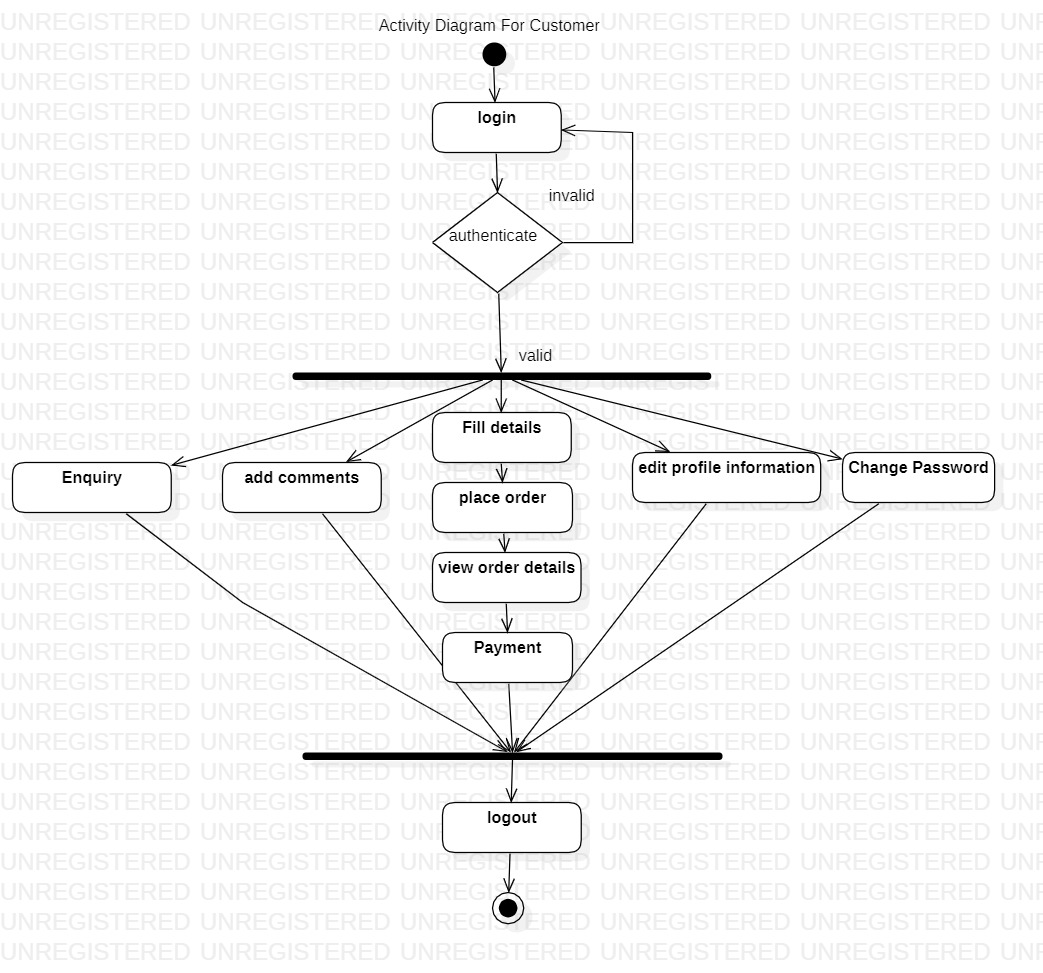 Activity Diagram For Customer
login
invalid
authenticate
valid
Fill details
Enquiry
add comments
edit profile information
Change Password
place order
view order details
Payment
logout
UNREGISTERED